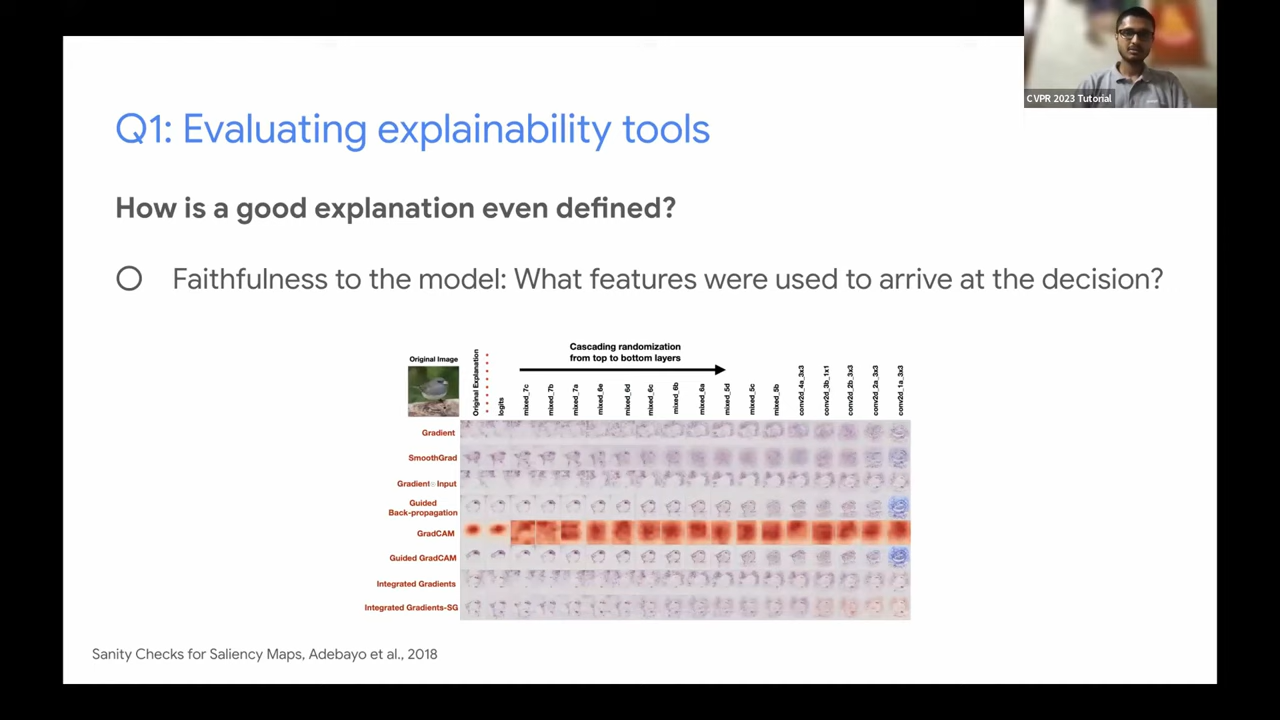 CVPR 2023 Tutorial
Q1: Evaluating explainability tools
How is a good explanation even defined?
Faithfulness to the model: What features were used to arrive at the decision?
Cascading randomization
from top to bottom layers
Original Image
Original Explanation
logits
mixed_7c
mixed_7b
mixed_7a
mixed_6e
mixed_6d
mixed_6c
mixed_6b
mixed_6a
mixed_5d
mixed_5c
mixed_5b
conv2d_4a_3x3
conv2d_3b_1x1
conv2d_2b_3x3
conv2d_2a_3x3
conv2d_1a_3x3
Gradient
SmoothGrad
Gradient Input
Guided
Back-propagation
GradCAM
Guided GradCAM
Integrated Gradients
Integrated Gradients-SG
Sanity Checks for Saliency Maps, Adebayo et al., 2018